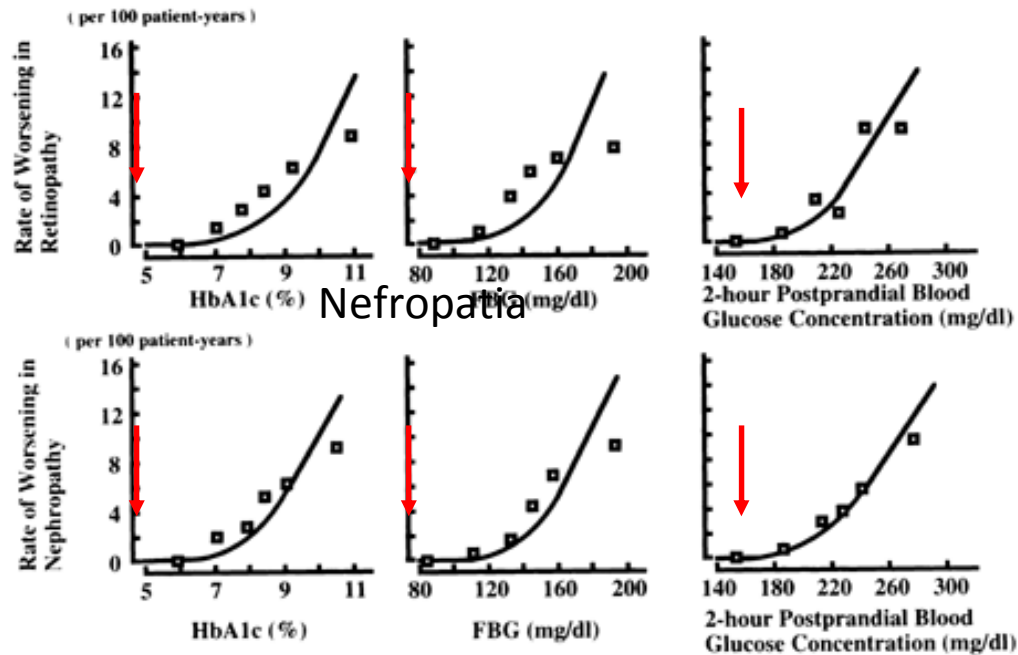 ( per 100 patient-years )
Rate of Worsening in
Retinopathy
16
12
8
4
0
5 7 9 11
HbA1c (%)
80 120 160 200
FBG (mg/dl)
140 180 220 260 300
2-hour Postprandial Blood
Glucose Concentration (mg/dl)
Nefropatia
( per 100 patient-years )
Rate of Worsening in
Nephropathy
16
12
8
4
0
5 7 9 11
HbA1c (%)
80 120 160 200
FBG (mg/dl)
140 180 220 260 300
2-hour Postprandial Blood
Glucose Concentration (mg/dl)